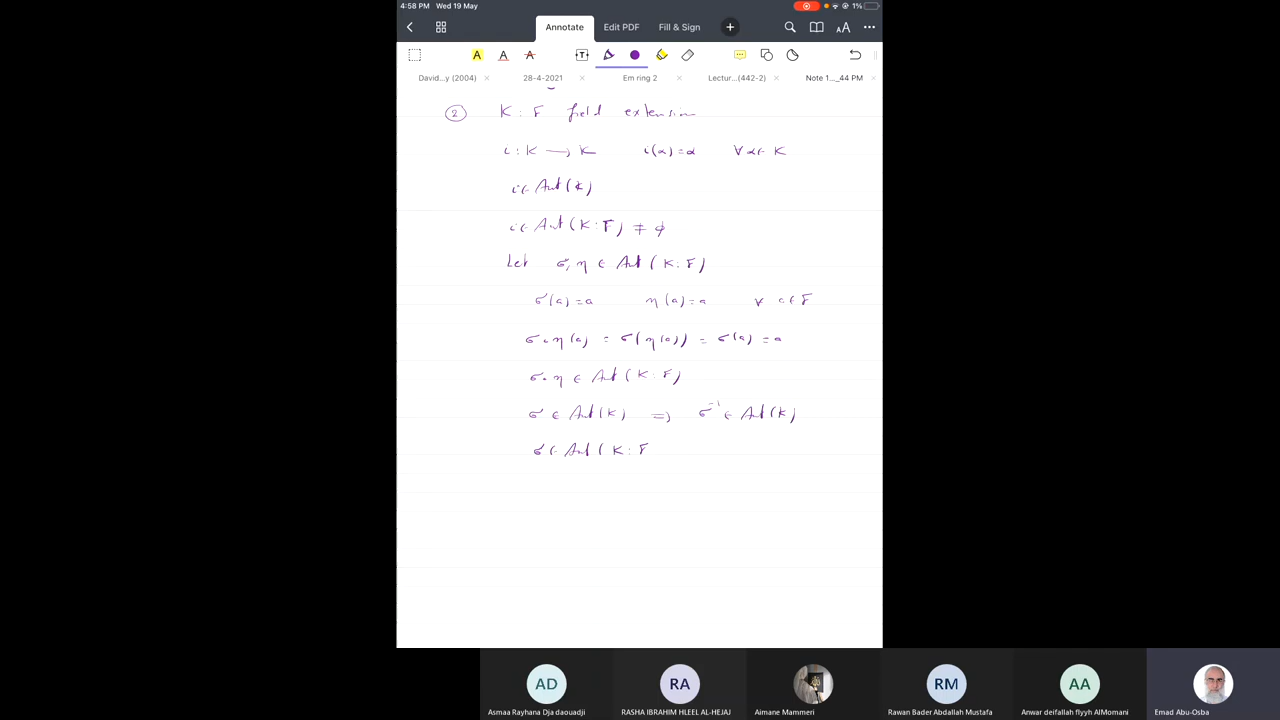 4:58 PM Wed 19 May 1%
Annotate Edit PDF Fill & Sign
David...y (2004) 28-4-2021 Em ring 2 Lectur...(442-2) Note 1..._44 PM
② K : F field extension
i : K → K i(α) = α ∀ α ∈ K
i ∈ Aut(K)
i ∈ Aut(K : F) ≠ φ
Let σ, η ∈ Aut(K : F)
σ(a) = a η(a) = a ∀ a ∈ F
σ∘η(a) = σ(η(a)) = σ(a) = a
σ∘η ∈ Aut(K : F)
σ ∈ Aut(K) ⇒ σ⁻¹ ∈ Aut(K)
σ ∈ Aut(K : F
AD RA RM AA
Asmaa Rayhana Dja daouadji RASHA IBRAHIM HLEEL AL-HEJAJ Aimane Mammeri Rawan Bader Abdallah Mustafa Anwar deifallah flyyh AlMomani Emad Abu-Osba